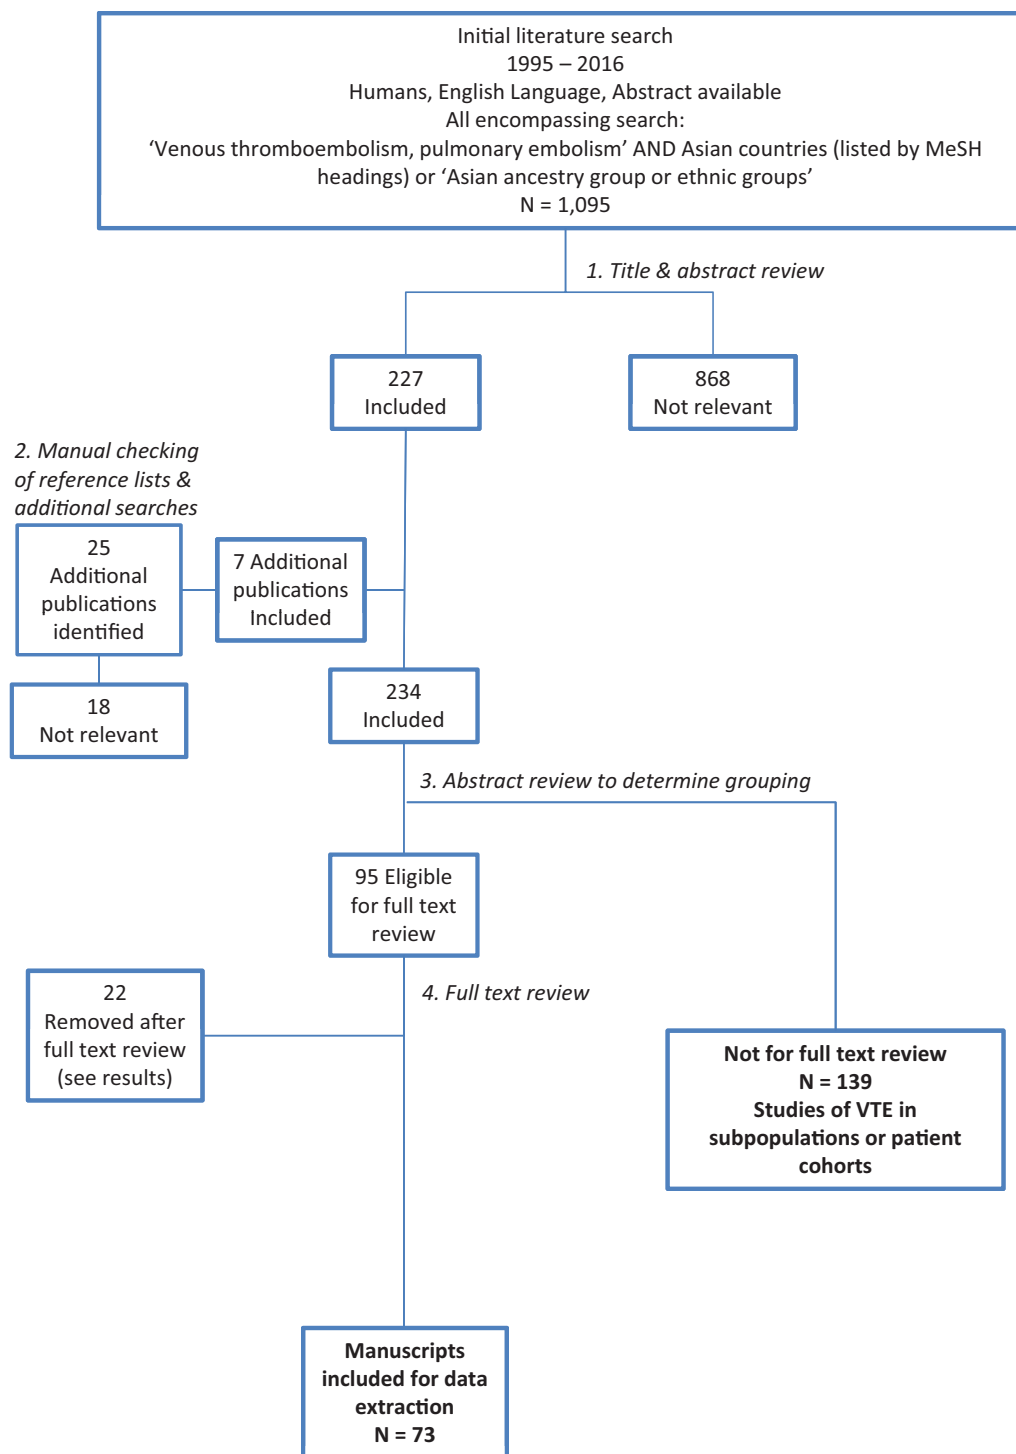 Initial literature search
1995 – 2016
Humans, English Language, Abstract available
All encompassing search:
‘Venous thromboembolism, pulmonary embolism’ AND Asian countries (listed by MeSH
headings) or ‘Asian ancestry group or ethnic groups’
N = 1,095
1. Title & abstract review
227
Included
868
Not relevant
2. Manual checking
of reference lists &
additional searches
25
Additional
publications
identified
7 Additional
publications
Included
18
Not relevant
234
Included
3. Abstract review to determine grouping
95 Eligible
for full text
review
22
Removed after
full text review
(see results)
4. Full text review
Not for full text review
N = 139
Studies of VTE in
subpopulations or patient
cohorts
Manuscripts
included for data
extraction
N = 73